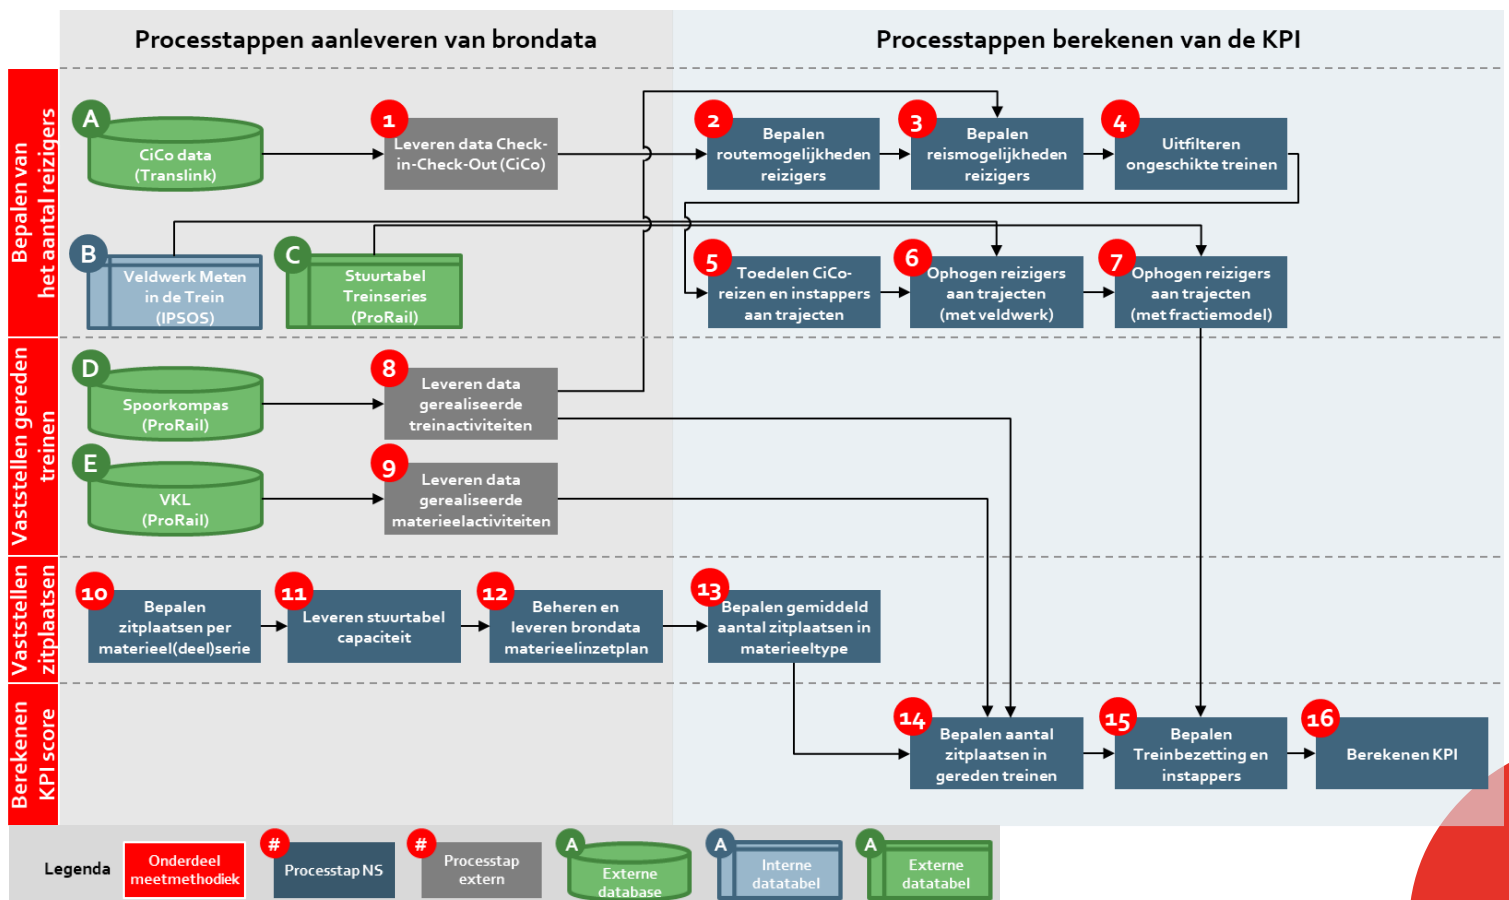 Processtappen aanleveren van brondata
Processtappen berekenen van de KPI
Bepalen van
het aantal reizigers
A
CiCo data
(Translink)
1
Leveren data Check-
in-Check-Out (CiCo)
2
Bepalen
routemogelijkheden
reizigers
3
Bepalen
reismogelijkheden
reizigers
4
Uitfilteren
ongeschikte treinen
B
Veldwerk Meten
in de Trein
(IPSOS)
C
Stuurtabel
Treinseries
(ProRail)
5
Toedelen CiCo-
reizen en instappers
aan trajecten
6
Ophogen reizigers
aan trajecten
(met veldwerk)
7
Ophogen reizigers
aan trajecten
(met fractiemodel)
Vaststellen gereden
treinen
D
Spoorkompas
(ProRail)
8
Leveren data
gerealiseerde
treinactiviteiten
E
VKL
(ProRail)
9
Leveren data
gerealiseerde
materieelactiviteiten
Vaststellen
zitplaatsen
10
Bepalen
zitplaatsen per
materieel(deel)serie
11
Leveren stuurtabel
capaciteit
12
Beheren en
leveren brondata
materieelinzetplan
13
Bepalen gemiddeld
aantal zitplaatsen in
materieeltype
Berekenen
KPI score
14
Bepalen aantal
zitplaatsen in
gereden treinen
15
Bepalen
Treinbezetting en
instappers
16
Berekenen KPI
Legenda
Onderdeel
meetmethodiek
#
Processtap NS
#
Processtap
extern
A
Externe
database
A
Interne
datatabel
A
Externe
datatabel